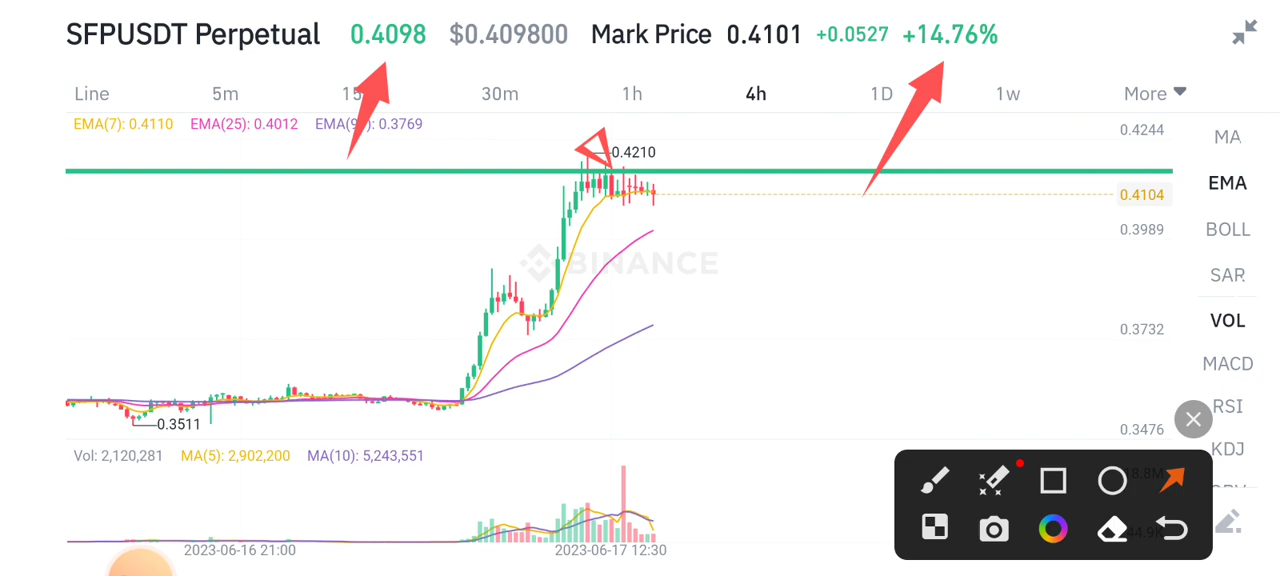 SFPUSDT Perpetual 0.4098 $0.409800 Mark Price 0.4101 +0.0527 +14.76%
Line 5m 30m 1h 4h 1D 1w More
EMA(7): 0.4110 EMA(25): 0.4012 0.3769
0.4244
MA
0.4210
EMA
0.4104
0.3989
BOLL
BINANCE
SAR
VOL
0.3732
MACD
RSI
0.3511
0.3476
KDJ
Vol: 2,120,281 MA(5): 2,902,200 MA(10): 5,243,551
2023-06-16 21:00 2023-06-17 12:30